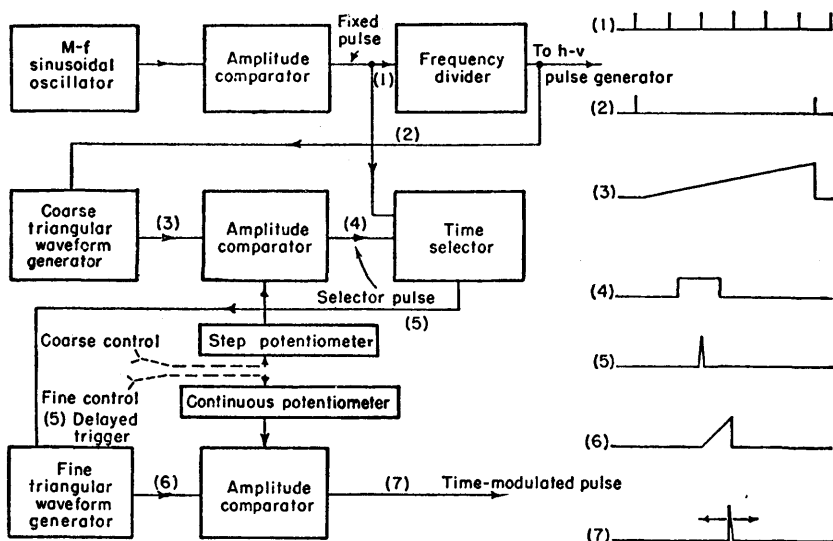 M-f
sinusoidal
oscillator
Amplitude
comparator
Fixed
pulse
(1)
Frequency
divider
To h-v
pulse generator
(2)
Coarse
triangular
waveform
generator
(3)
Amplitude
comparator
(4)
Time
selector
Selector pulse
(5)
Step potentiometer
Coarse control
Fine control
Continuous potentiometer
(5) Delayed
trigger
Fine
triangular
waveform
generator
(6)
Amplitude
comparator
(7)
Time-modulated pulse
(1)
(2)
(3)
(4)
(5)
(6)
(7)